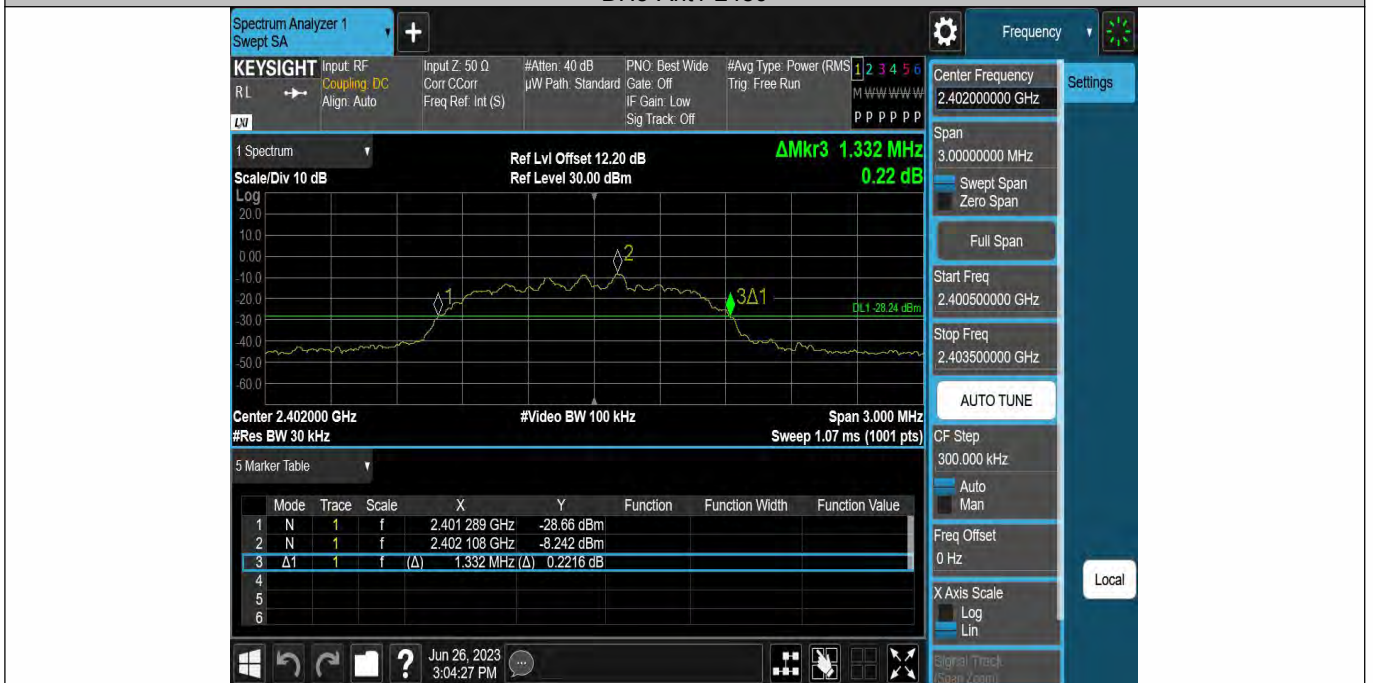 Spectrum Analyzer 1
Swept SA
+
Frequency
KEYSIGHT
RL
LXI
Input: RF
Coupling: DC
Align: Auto
Input Z: 50 Ω
Corr CCorr
Freq Ref: Int (S)
#Atten: 40 dB
µW Path: Standard
PNO: Best Wide
Gate: Off
IF Gain: Low
Sig Track: Off
#Avg Type: Power (RMS
Trig: Free Run
1 2 3 4 5 6
M W W W W W
P P P P P P
Center Frequency
2.402000000 GHz
Settings
Span
3.00000000 MHz
Swept Span
Zero Span
Full Span
Start Freq
2.400500000 GHz
Stop Freq
2.403500000 GHz
AUTO TUNE
CF Step
300.000 kHz
Auto
Man
Freq Offset
0 Hz
X Axis Scale
Log
Lin
Signal Track
(Span Zoom)
Local
1 Spectrum
Scale/Div 10 dB
Ref Lvl Offset 12.20 dB
Ref Level 30.00 dBm
ΔMkr3 1.332 MHz
0.22 dB
Log
20.0
10.0
0.00
-10.0
-20.0
-30.0
-40.0
-50.0
-60.0
1
2
3Δ1
DL1 -28.24 dBm
Center 2.402000 GHz
#Video BW 100 kHz
Span 3.000 MHz
#Res BW 30 kHz
Sweep 1.07 ms (1001 pts)
5 Marker Table
Mode Trace Scale X Y Function Function Width Function Value
1 N 1 f 2.401 289 GHz -28.66 dBm
2 N 1 f 2.402 108 GHz -8.242 dBm
3 Δ1 1 f (Δ) 1.332 MHz (Δ) 0.2216 dB
4
5
6
?
Jun 26, 2023
3:04:27 PM